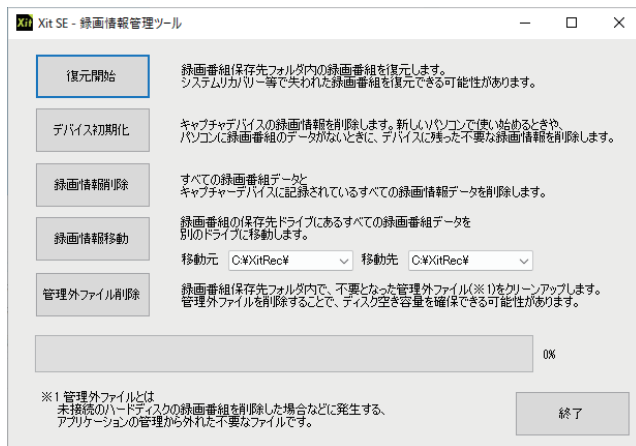 Xit Xit SE - 録画情報管理ツール
復元開始
録画番組保存先フォルダ内の録画番組を復元します。
システムリカバリー等で失われた録画番組を復元できる可能性があります。
デバイス初期化
キャプチャデバイスの録画情報を削除します。新しいパソコンで使い始めるときや、
パソコンに録画番組のデータがないときに、デバイスに残った不要な録画情報を削除します。
録画情報削除
すべての録画番組データと
キャプチャーデバイスに記録されているすべての録画情報データを削除します。
録画情報移動
録画番組の保存先ドライブにあるすべての録画番組データを
別のドライブに移動します。
移動元 C:¥XitRec¥ 移動先 C:¥XitRec¥
管理外ファイル削除
録画番組保存先フォルダ内で、不要となった管理外ファイル(※1)をクリーンアップします。
管理外ファイルを削除することで、ディスク空き容量を確保できる可能性があります。
0%
※1 管理外ファイルとは
未接続のハードディスクの録画番組を削除した場合などに発生する、
アプリケーションの管理から外れた不要なファイルです。
終了